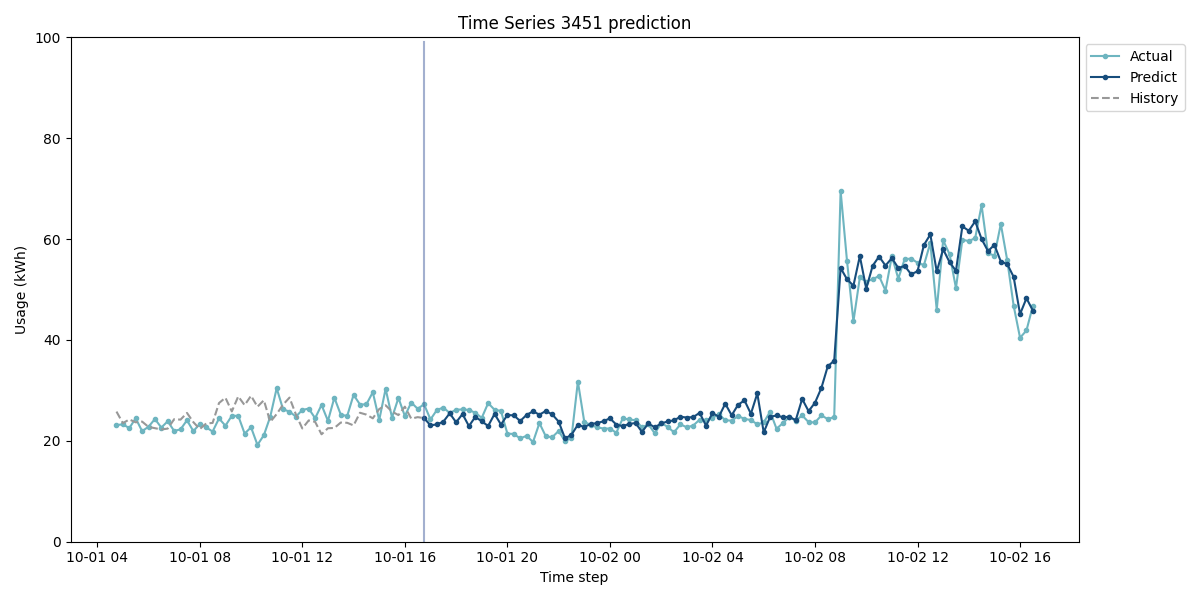 Time Series 3451 prediction
100
80
60
40
20
0
Usage (kWh)
10-01 04
10-01 08
10-01 12
10-01 16
10-01 20
10-02 00
10-02 04
10-02 08
10-02 12
10-02 16
Time step
Actual
Predict
History